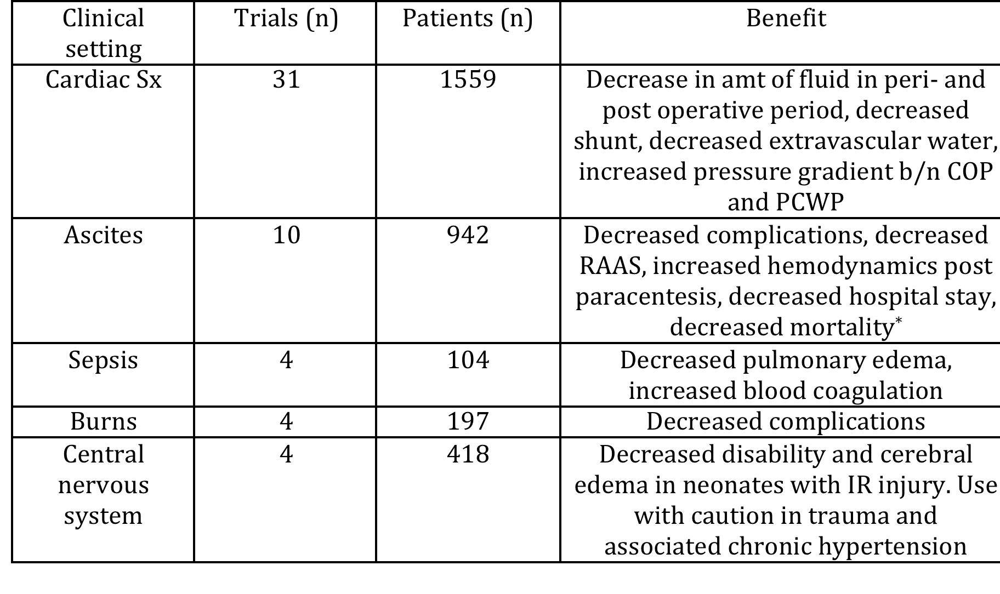 Clinical setting | Trials (n) | Patients (n) | Benefit
Cardiac Sx | 31 | 1559 | Decrease in amt of fluid in peri- and
post operative period, decreased
shunt, decreased extravascular water,
increased pressure gradient b/n COP
and PCWP
Ascites | 10 | 942 | Decreased complications, decreased
RAAS, increased hemodynamics post
paracentesis, decreased hospital stay,
decreased mortality*
Sepsis | 4 | 104 | Decreased pulmonary edema,
increased blood coagulation
Burns | 4 | 197 | Decreased complications
Central nervous system | 4 | 418 | Decreased disability and cerebral
edema in neonates with IR injury. Use
with caution in trauma and
associated chronic hypertension